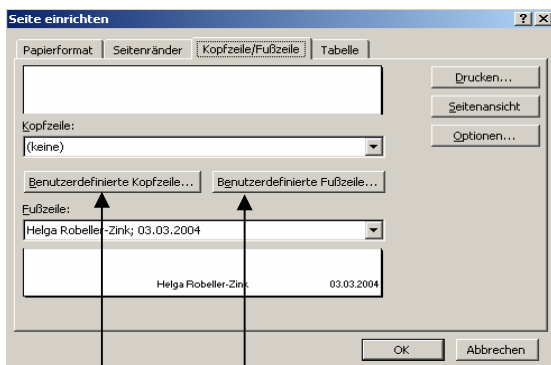 Seite einrichten
Papierformat Seitenränder Kopfzeile/Fußzeile Tabelle
Drucken...
Seitenansicht
Kopfzeile:
Optionen...
(keine)
Benutzerdefinierte Kopfzeile... Benutzerdefinierte Fußzeile...
Fußzeile:
Helga Robeller-Zink; 03.03.2004
Helga Robeller-Zink 03.03.2004
OK Abbrechen